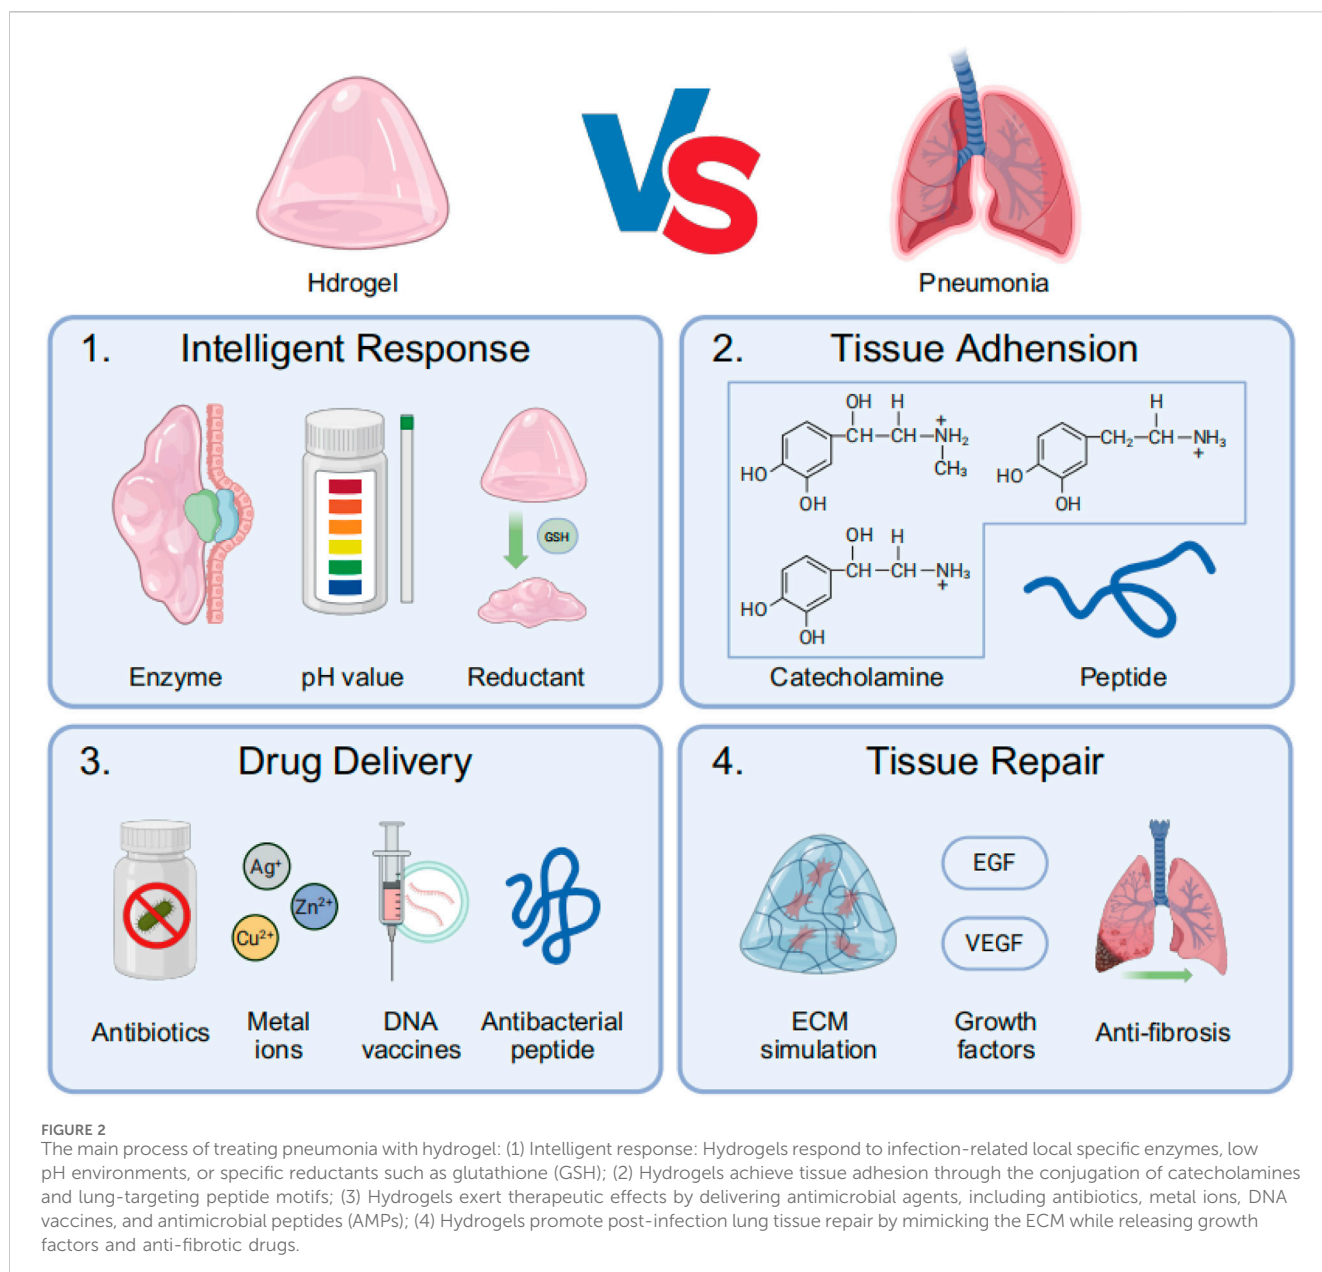 VS
Hdrogel
Pneumonia
1. Intelligent Response
GSH
Enzyme
pH value
Reductant
2. Tissue Adhension
OH H
CH-CH-NH₂
+
CH₃
HO
OH
H
CH₂-CH-NH₃
+
HO
OH
OH H
CH-CH-NH₃
+
HO
OH
Catecholamine
Peptide
3. Drug Delivery
Ag⁺
Zn²⁺
Cu²⁺
Antibiotics
Metal
ions
DNA
vaccines
Antibacterial
peptide
4. Tissue Repair
EGF
VEGF
ECM
simulation
Growth
factors
Anti-fibrosis
FIGURE 2
The main process of treating pneumonia with hydrogel: (1) Intelligent response: Hydrogels respond to infection-related local specific enzymes, low
pH environments, or specific reductants such as glutathione (GSH); (2) Hydrogels achieve tissue adhesion through the conjugation of catecholamines
and lung-targeting peptide motifs; (3) Hydrogels exert therapeutic effects by delivering antimicrobial agents, including antibiotics, metal ions, DNA
vaccines, and antimicrobial peptides (AMPs); (4) Hydrogels promote post-infection lung tissue repair by mimicking the ECM while releasing growth
factors and anti-fibrotic drugs.